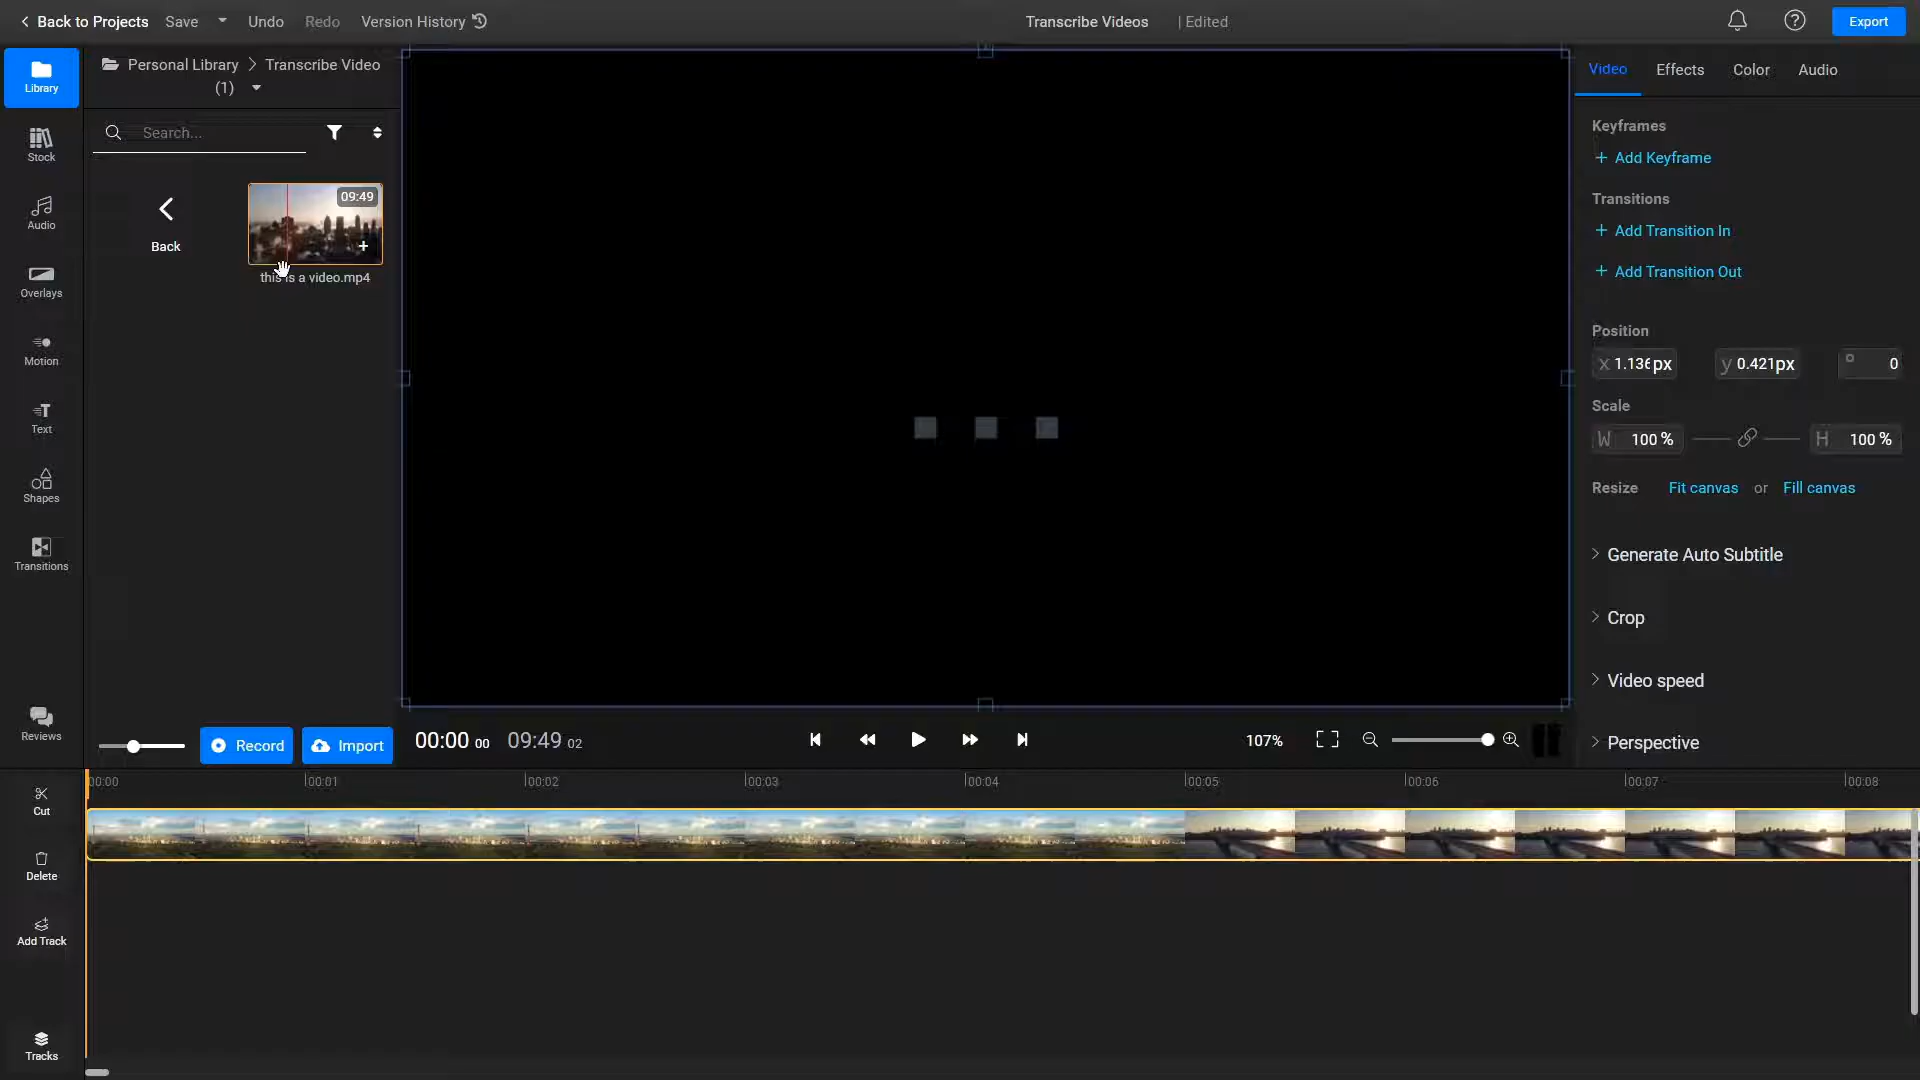 Back to Projects Save Undo Redo Version History Transcribe Videos | Edited Export
Library
Stock
Audio
Overlays
Motion
Text
Shapes
Transitions
Reviews
Personal Library > Transcribe Video
(1)
Search...
Back
09:49
this is a video.mp4
Record Import
00:00 00 09:49 02
107%
Video Effects Color Audio
Keyframes
+ Add Keyframe
Transitions
+ Add Transition In
+ Add Transition Out
Position
x 1.136px y 0.421px ° 0
Scale
W 100 % H 100 %
Resize Fit canvas or Fill canvas
> Generate Auto Subtitle
> Crop
> Video speed
> Perspective
00:00 00:01 00:02 00:03 00:04 00:05 00:06 00:07 00:08
Cut
Delete
Add Track
Tracks